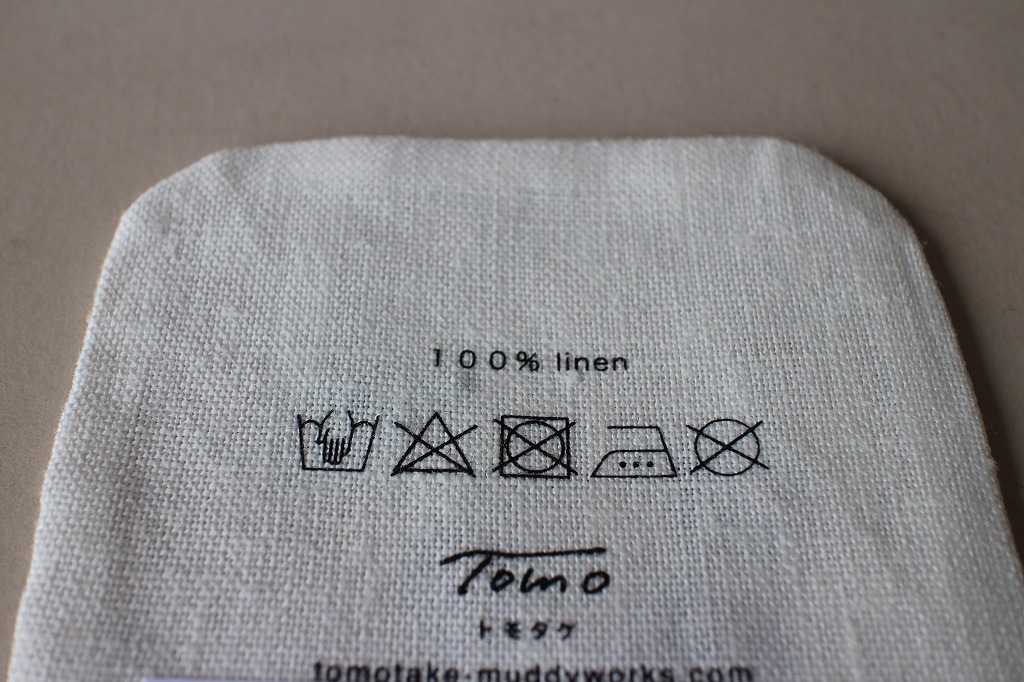 100% linen
Tomo
トモタケ
tomotake-muddyworks.com